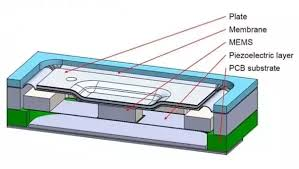 Plate
Membrane
MEMS
Piezoelectric layer
PCB substrate